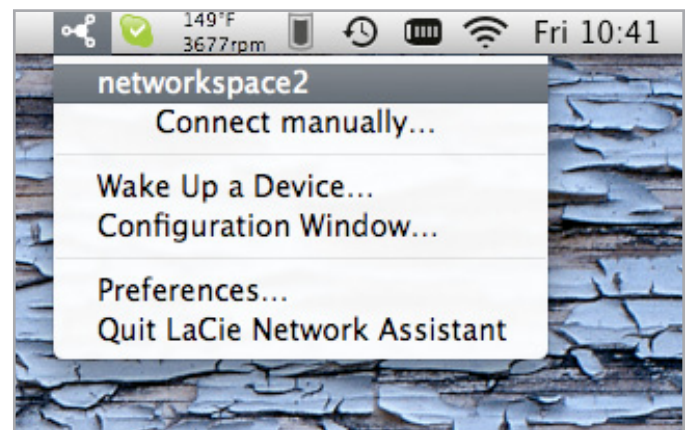 149°F
3677rpm
Fri 10:41
networkspace2
Connect manually...
Wake Up a Device...
Configuration Window...
Preferences...
Quit LaCie Network Assistant